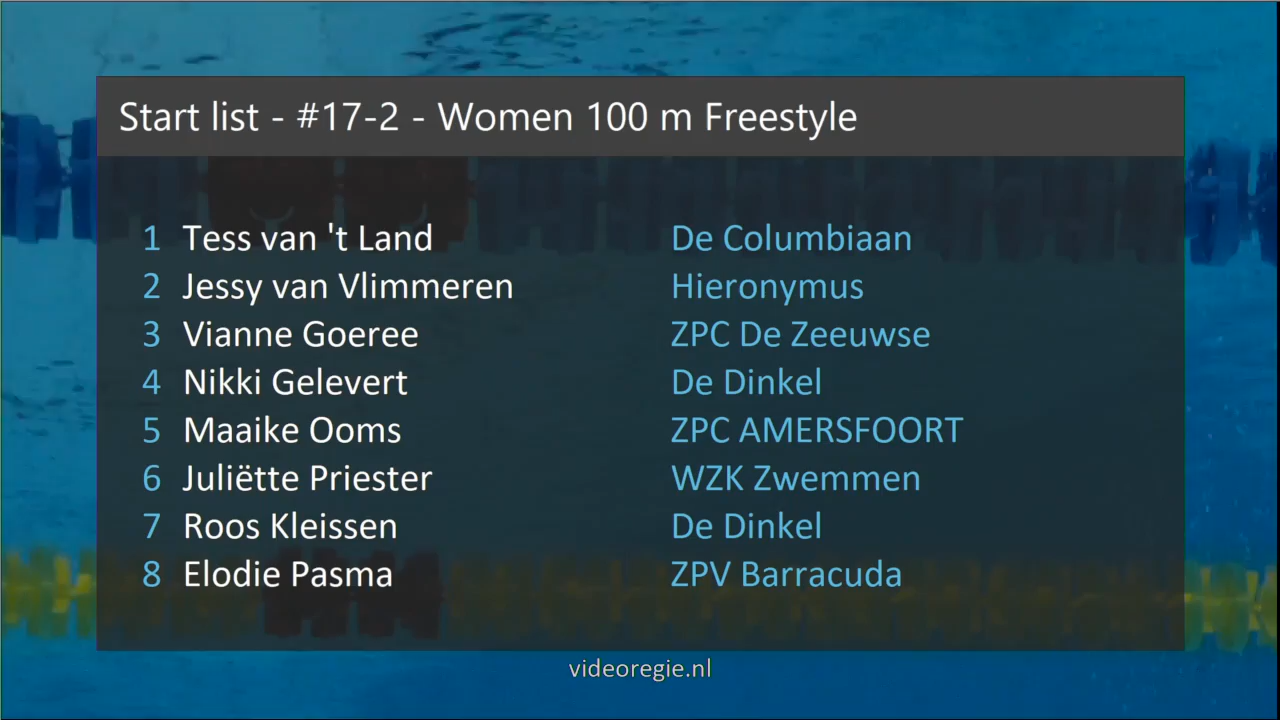 Start list - #17-2 - Women 100 m Freestyle
1 Tess van 't Land De Columbiaan
2 Jessy van Vlimmeren Hieronymus
3 Vianne Goeree ZPC De Zeeuwse
4 Nikki Gelevert De Dinkel
5 Maaike Ooms ZPC AMERSFOORT
6 Juliëtte Priester WZK Zwemmen
7 Roos Kleissen De Dinkel
8 Elodie Pasma ZPV Barracuda
videoregie.nl